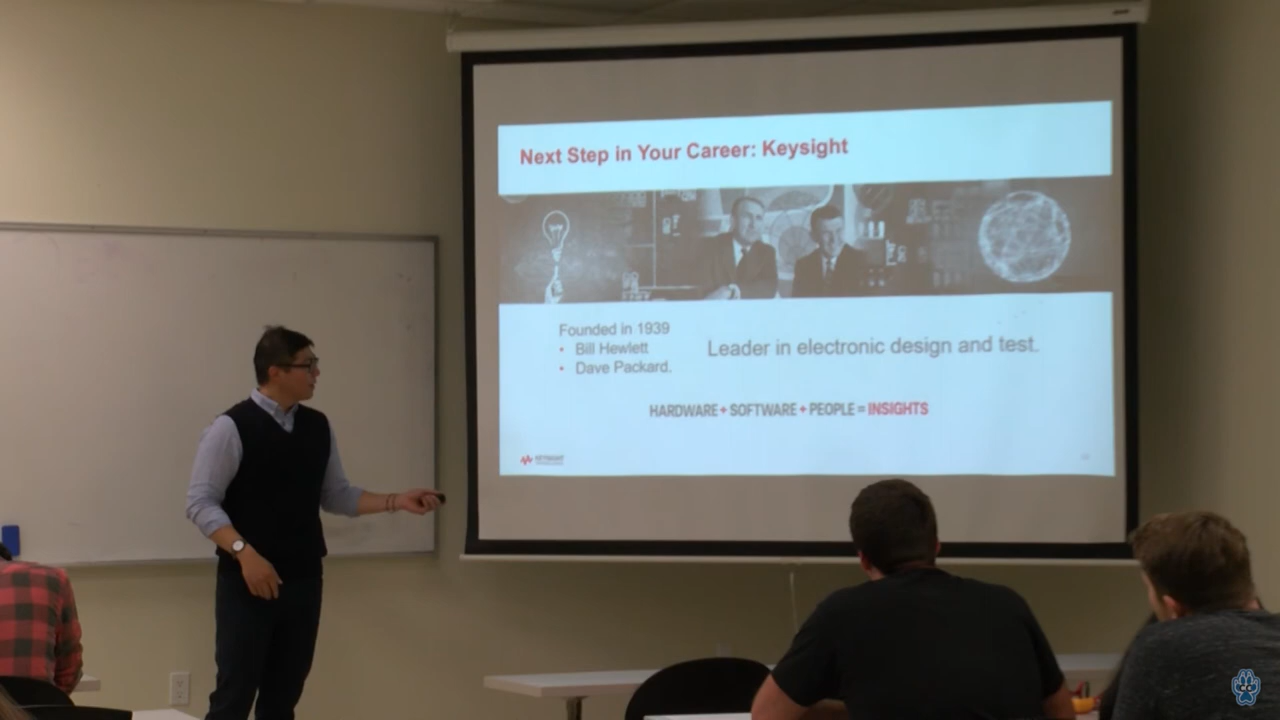 Next Step in Your Career: Keysight
Founded in 1939
• Bill Hewlett
• Dave Packard.
Leader in electronic design and test.
HARDWARE + SOFTWARE + PEOPLE = INSIGHTS
KEYSIGHT